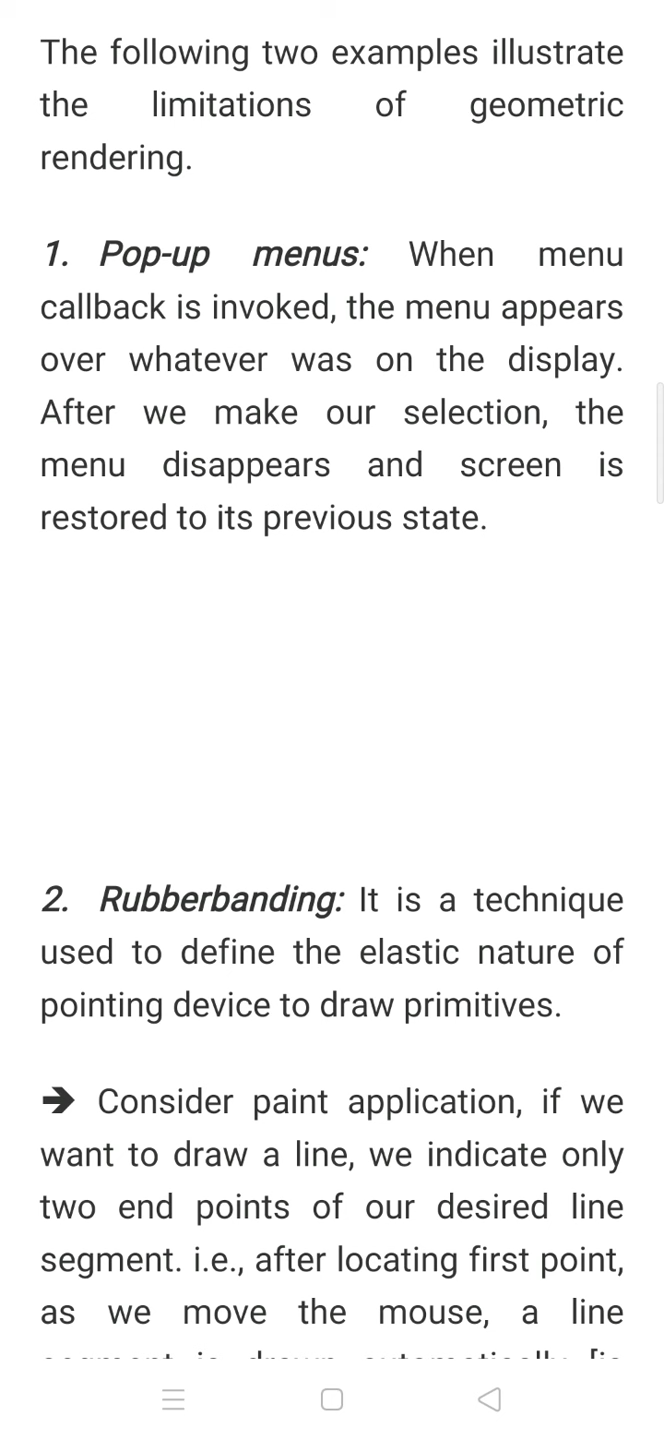 The following two examples illustrate
the limitations of geometric
rendering.
1. Pop-up menus: When menu
callback is invoked, the menu appears
over whatever was on the display.
After we make our selection, the
menu disappears and screen is
restored to its previous state.
2. Rubberbanding: It is a technique
used to define the elastic nature of
pointing device to draw primitives.
➔ Consider paint application, if we
want to draw a line, we indicate only
two end points of our desired line
segment. i.e., after locating first point,
as we move the mouse, a line